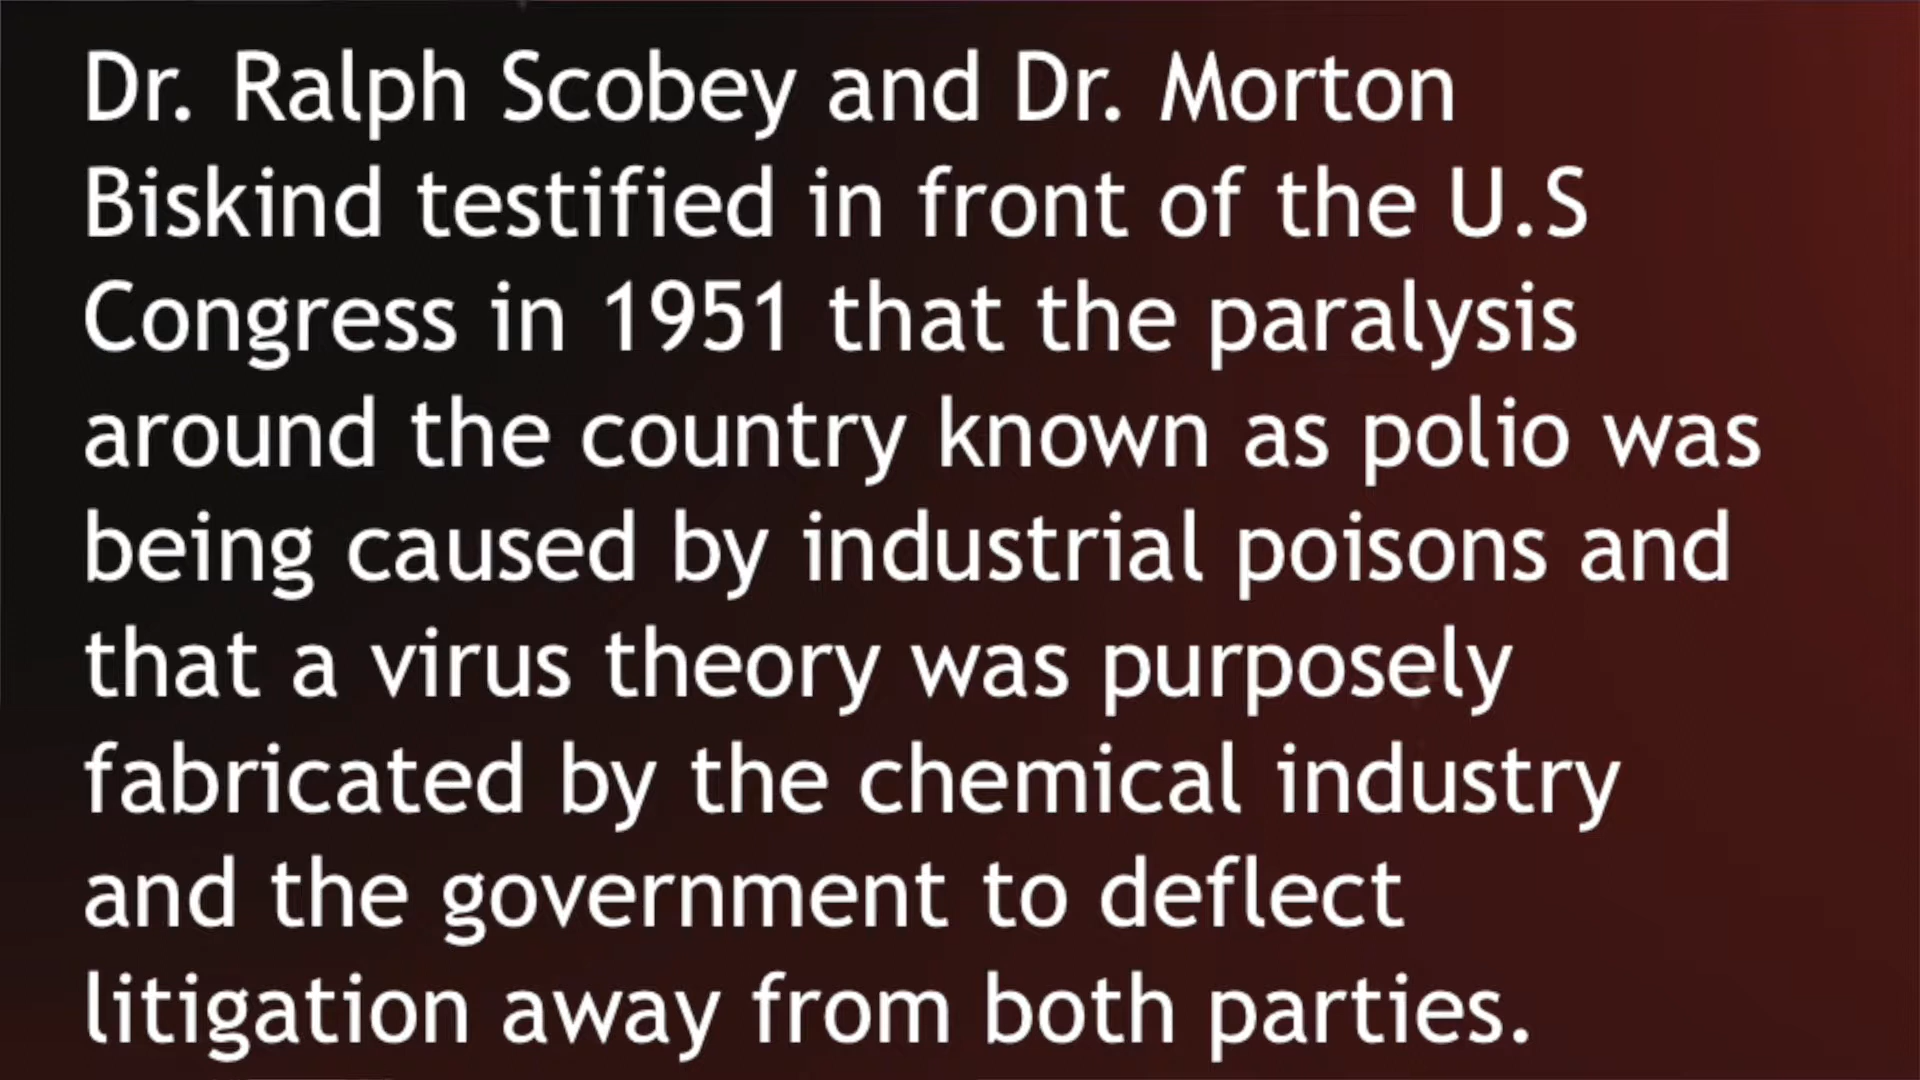 Dr. Ralph Scobey and Dr. Morton
Biskind testified in front of the U.S
Congress in 1951 that the paralysis
around the country known as polio was
being caused by industrial poisons and
that a virus theory was purposely
fabricated by the chemical industry
and the government to deflect
litigation away from both parties.